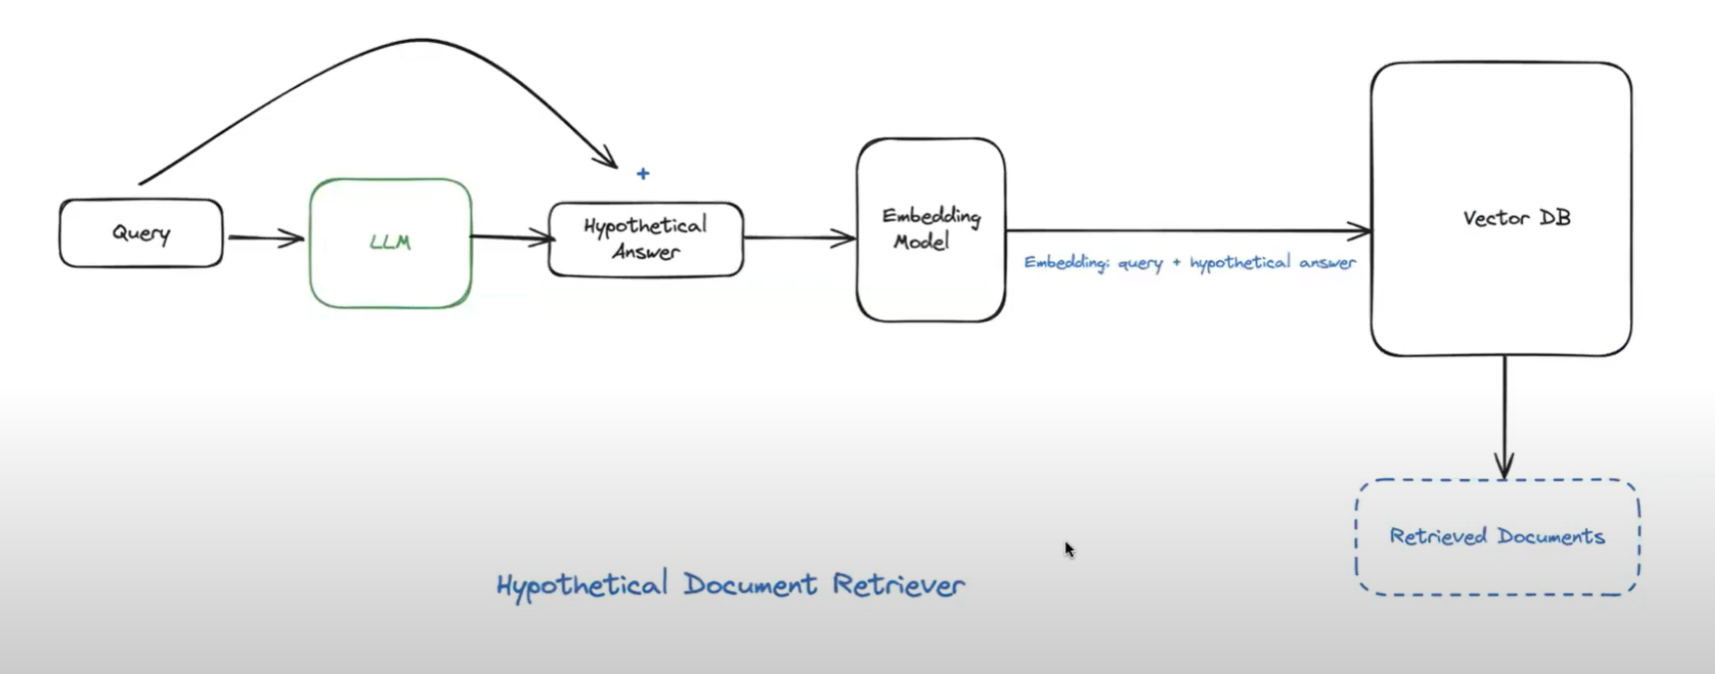 +
Query
LLM
Hypothetical
Answer
Embedding
Model
Embedding: query + hypothetical answer
Vector DB
Retrieved Documents
Hypothetical Document Retriever